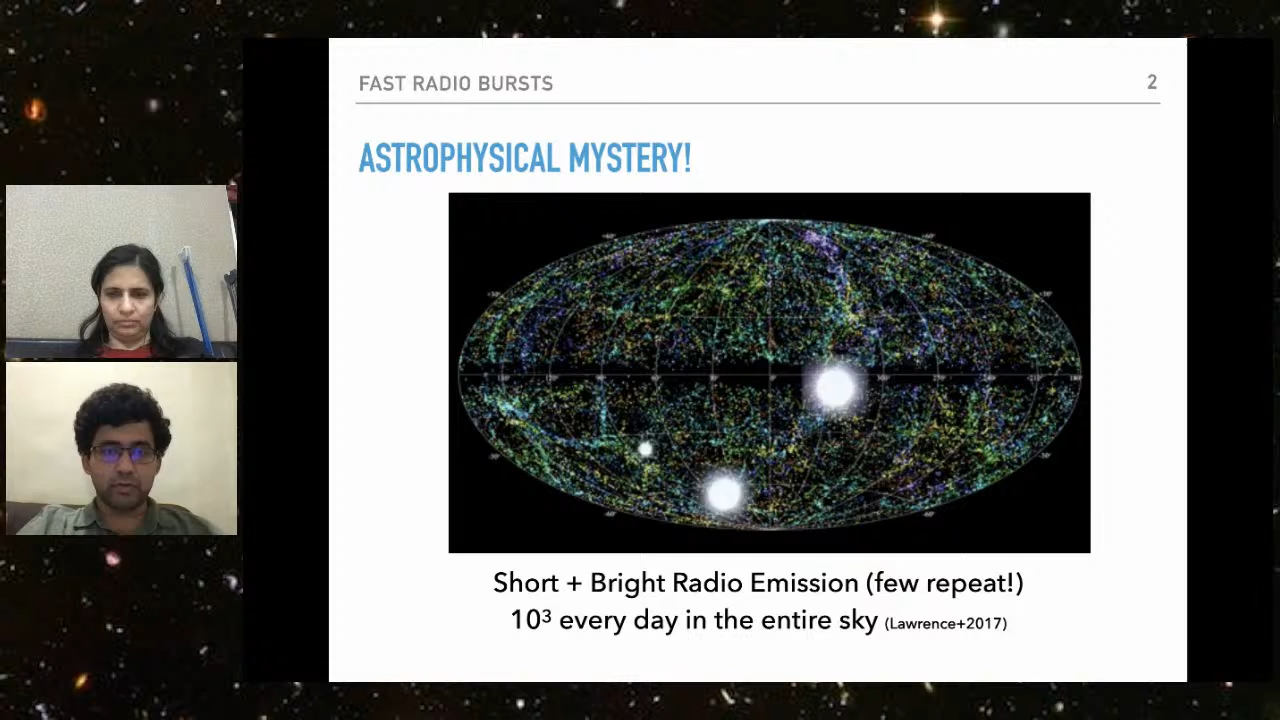 FAST RADIO BURSTS 2
ASTROPHYSICAL MYSTERY!
Short + Bright Radio Emission (few repeat!)
10³ every day in the entire sky (Lawrence+2017)